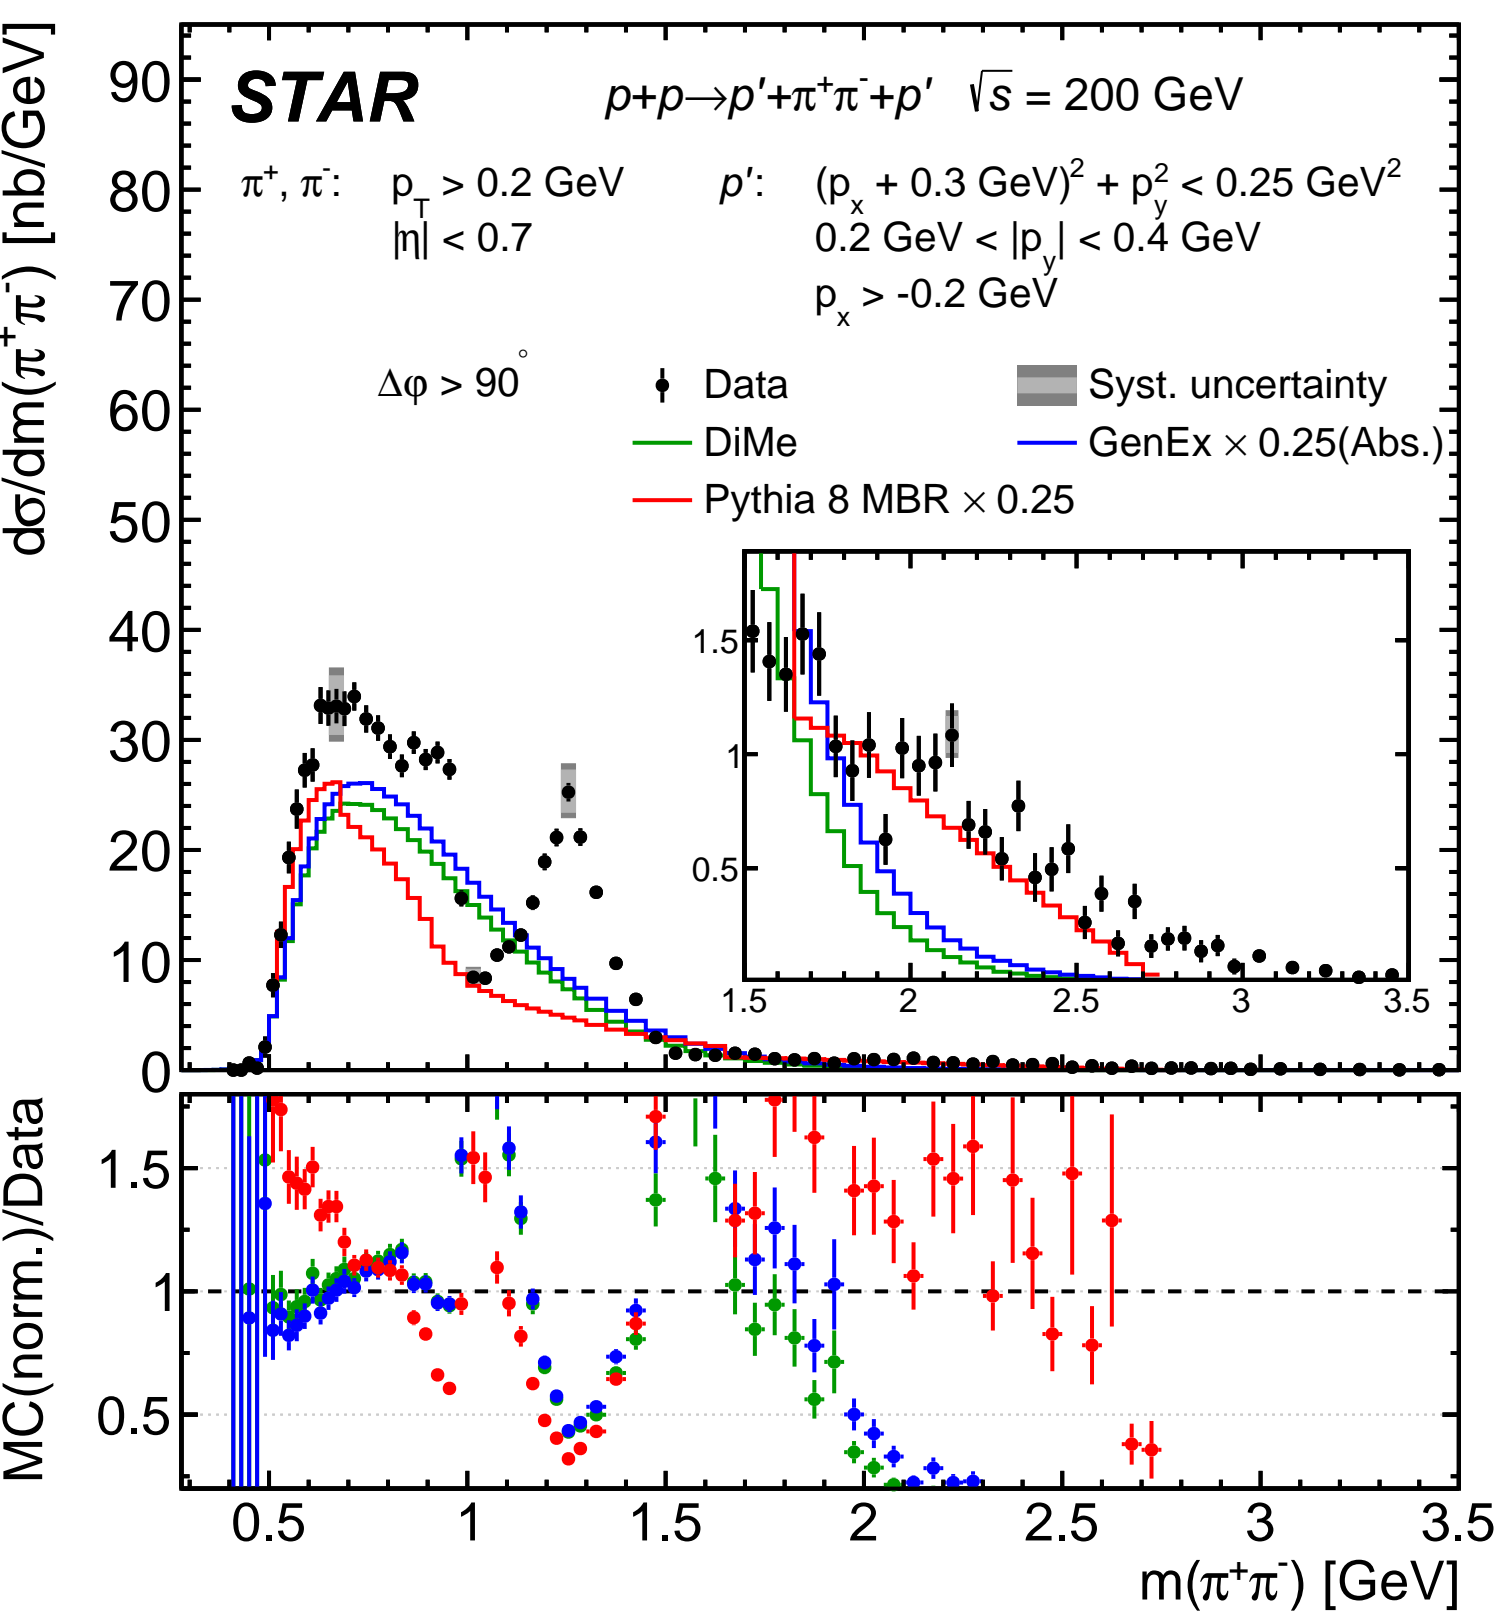 STAR
p+p→p'+π⁺π⁻+p' √s = 200 GeV
π⁺, π⁻: p_T > 0.2 GeV p': (p_x + 0.3 GeV)² + p_y² < 0.25 GeV²
|η| < 0.7 0.2 GeV < |p_y| < 0.4 GeV
p_x > -0.2 GeV
Δφ > 90°
Data
Syst. uncertainty
DiMe
GenEx × 0.25(Abs.)
Pythia 8 MBR × 0.25
dσ/dm(π⁺π⁻) [nb/GeV]
90
80
70
60
50
40
30
20
10
0
1.5
1
0.5
1.5 2 2.5 3 3.5
MC(norm.)/Data
1.5
1
0.5
0.5 1 1.5 2 2.5 3 3.5
m(π⁺π⁻) [GeV]